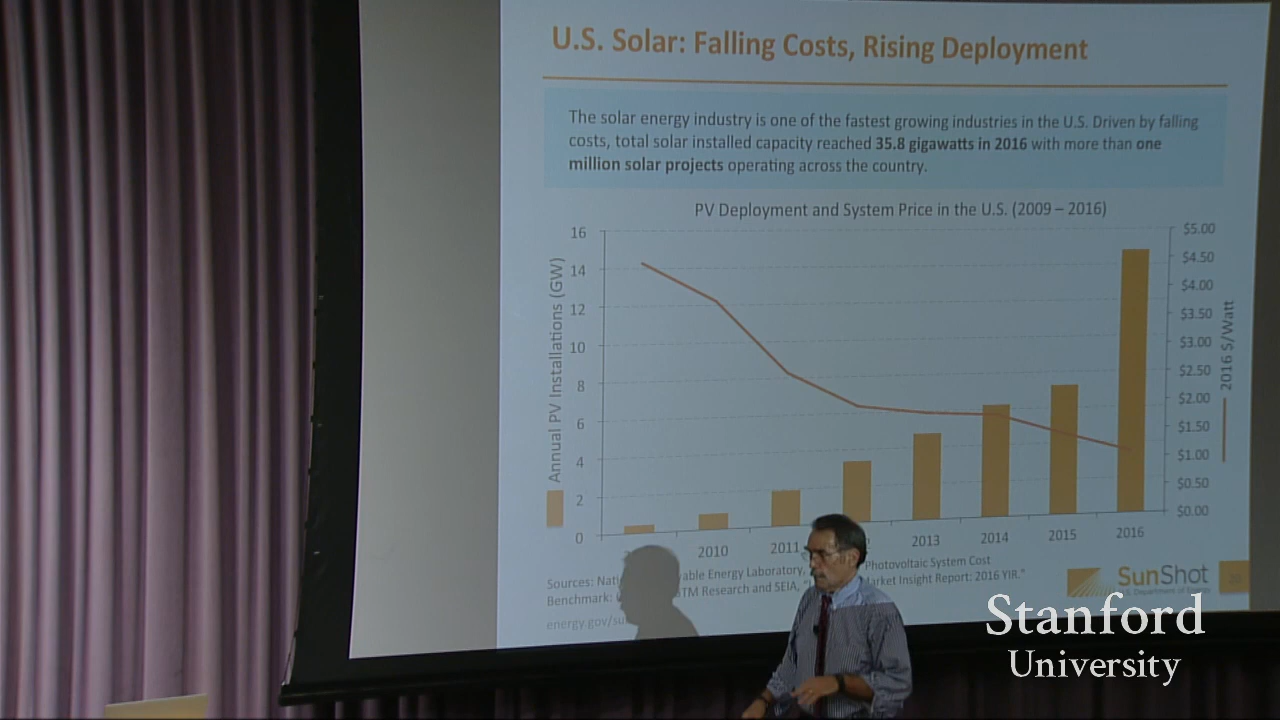 U.S. Solar: Falling Costs, Rising Deployment
The solar energy industry is one of the fastest growing industries in the U.S. Driven by falling
costs, total solar installed capacity reached 35.8 gigawatts in 2016 with more than one
million solar projects operating across the country.
PV Deployment and System Price in the U.S. (2009 – 2016)
Annual PV Installations (GW)
16
14
12
10
8
6
4
2
0
$5.00
$4.50
$4.00
$3.50
$3.00
$2.50
$2.00
$1.50
$1.00
$0.50
$0.00
2016 $/Watt
2010 2011 2013 2014 2015 2016
Energy Laboratory, Photovoltaic System Cost
Benchmark: Research and SEIA, Insight Report: 2016 YIR."
SunShot
Stanford
University